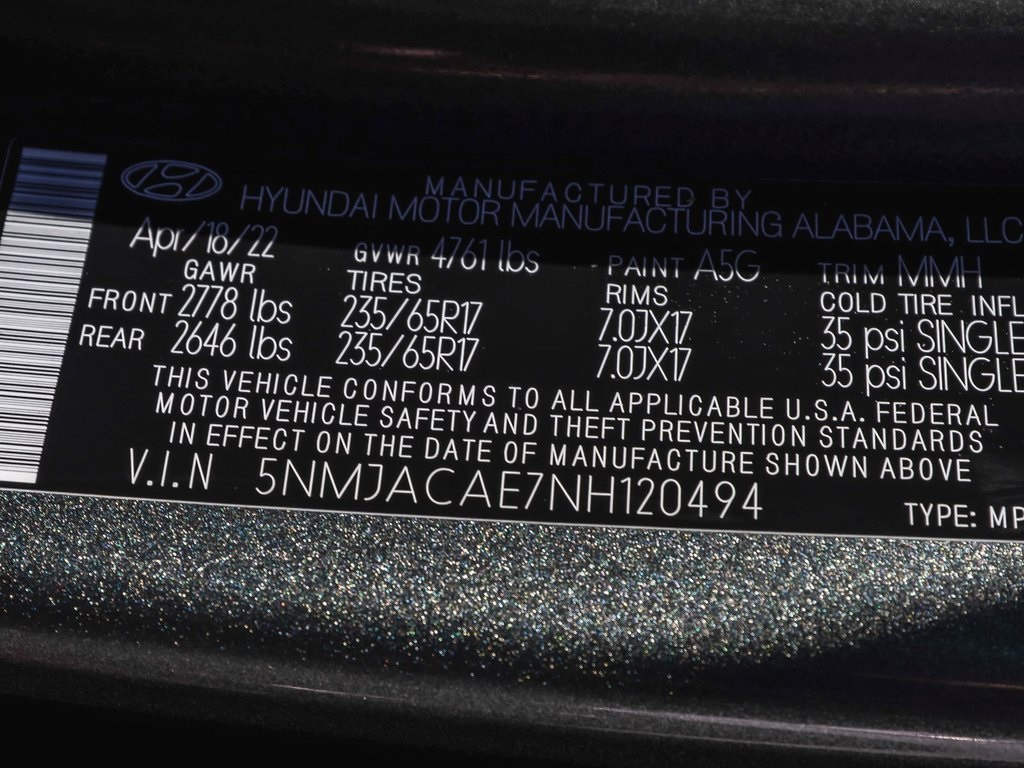 MANUFACTURED BY
HYUNDAI MOTOR MANUFACTURING ALABAMA, LLC
Apr/18/22 GVWR 4761 lbs PAINT A5G TRIM MMH
GAWR TIRES RIMS COLD TIRE INFL
FRONT 2778 lbs 235/65R17 7.0JX17 35 psi SINGLE
REAR 2646 lbs 235/65R17 7.0JX17 35 psi SINGLE
THIS VEHICLE CONFORMS TO ALL APPLICABLE U.S.A. FEDERAL
MOTOR VEHICLE SAFETY AND THEFT PREVENTION STANDARDS
IN EFFECT ON THE DATE OF MANUFACTURE SHOWN ABOVE
V.I.N 5NMJACAE7NH120494 TYPE: MP